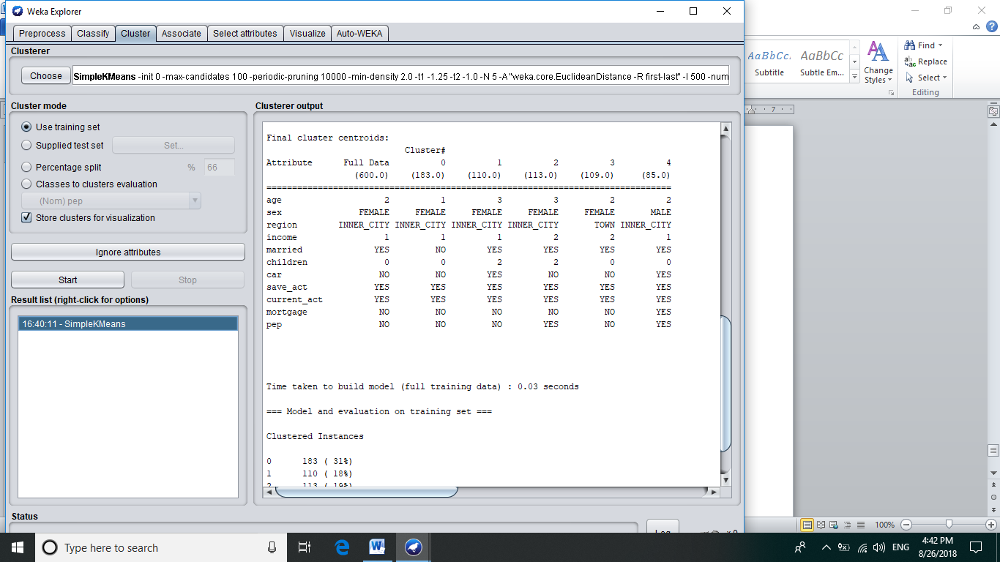 Weka Explorer
Preprocess Classify Cluster Associate Select attributes Visualize Auto-WEKA
Clusterer
Choose SimpleKMeans -init 0 -max-candidates 100 -periodic-pruning 10000 -min-density 2.0 -t1 -1.25 -t2 -1.0 -N 5 -A "weka.core.EuclideanDistance -R first-last" -I 500 -num
Cluster mode
Use training set
Supplied test set Set...
Percentage split % 66
Classes to clusters evaluation
(Nom) pep
Store clusters for visualization
Ignore attributes
Start Stop
Result list (right-click for options)
16:40:11 - SimpleKMeans
Clusterer output
Final cluster centroids:
Cluster#
Attribute Full Data 0 1 2 3 4
(600.0) (183.0) (110.0) (113.0) (109.0) (85.0)
===============================================================================
age 2 1 3 3 2 2
sex FEMALE FEMALE FEMALE FEMALE FEMALE MALE
region INNER_CITY INNER_CITY INNER_CITY INNER_CITY TOWN INNER_CITY
income 1 1 1 2 2 1
married YES NO YES YES YES YES
children 0 0 2 2 0 0
car NO NO YES NO NO YES
save_act YES YES YES YES YES YES
current_act YES YES YES YES YES YES
mortgage NO NO NO NO NO YES
pep NO NO NO YES NO YES
Time taken to build model (full training data) : 0.03 seconds
=== Model and evaluation on training set ===
Clustered Instances
0 183 ( 31%)
1 110 ( 18%)
2 113 ( 19%)
Status
Log
x 0
AaBbCc. AaBbCc
Subtitle Subtle Em...
Change
Styles
Find
Replace
Select
Editing
7
100%
Type here to search
ENG
4:42 PM
8/26/2018